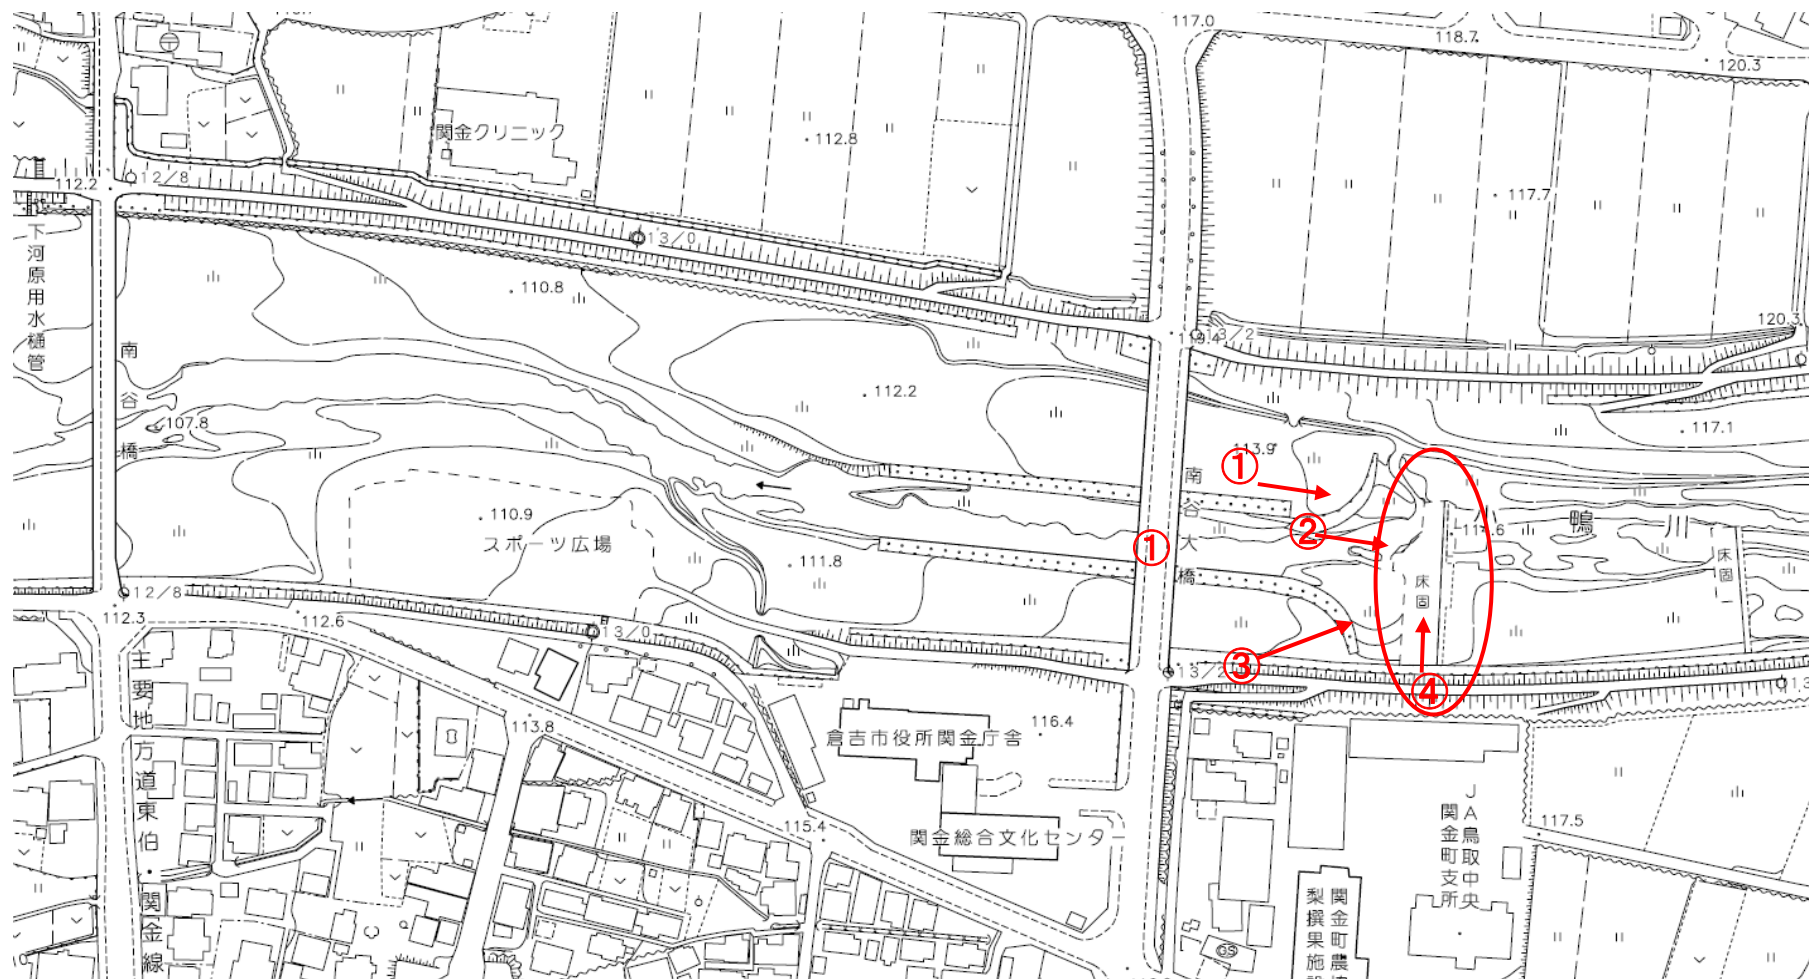 117.0
118.7
120.3
関金クリニック
112.8
117.7
112.2
12/8
13/0
110.8
下河原用水樋管
120.3
13/2
112.2
南谷橋
107.8
113.9
117.1
①
南谷大橋
110.9
スポーツ広場
111.8
①
②
鴨川
床固
床固
③
④
12/8
112.3
112.6
13/0
13/2
113.8
116.4
倉吉市役所関金庁舎
主要地方道東伯・関金線
115.4
関金総合文化センター
JA鳥取中央
関金町支所
117.5
関金町農
梨撰果施
GS